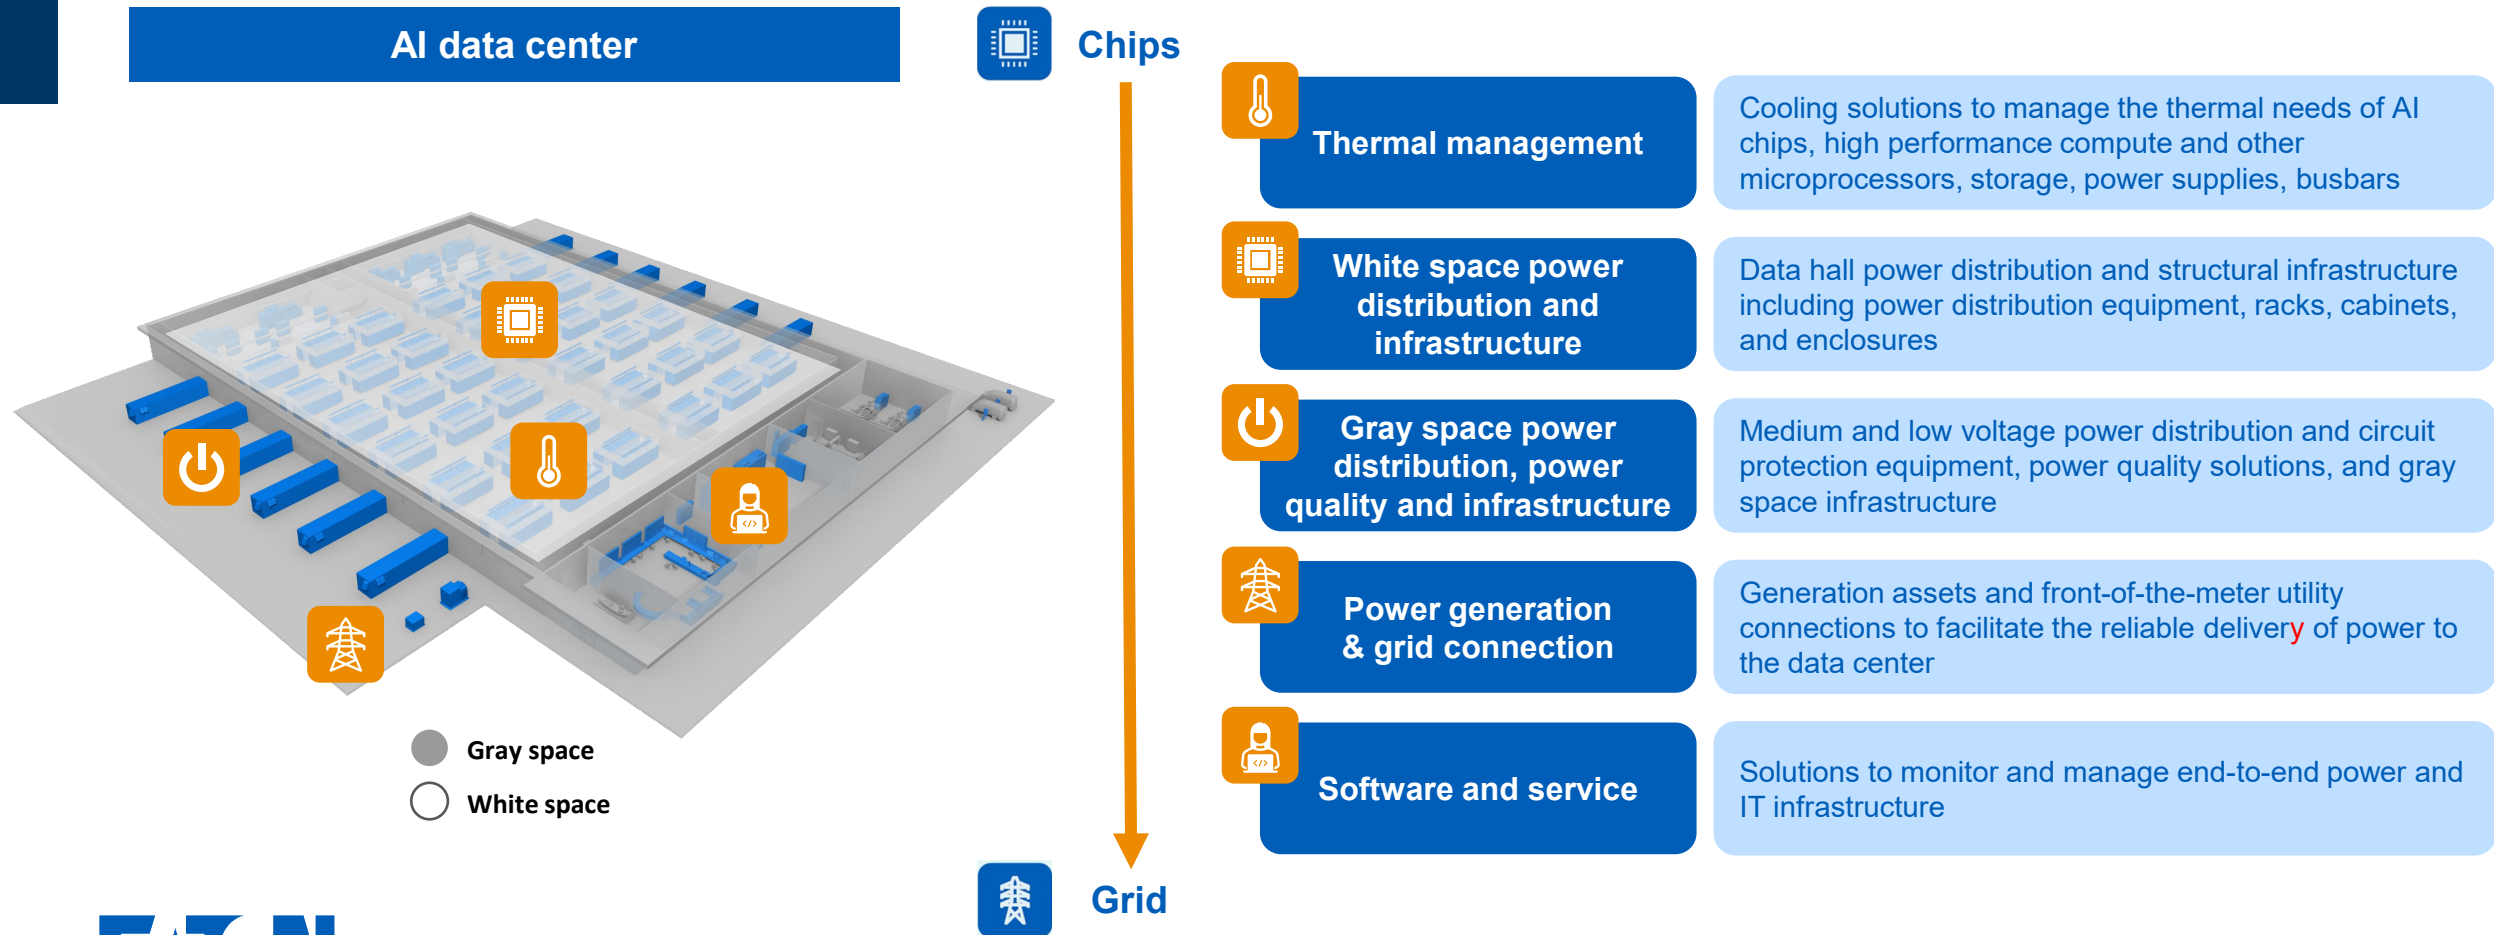 AI data center
Chips
Thermal management
Cooling solutions to manage the thermal needs of AI
chips, high performance compute and other
microprocessors, storage, power supplies, busbars
White space power
distribution and
infrastructure
Data hall power distribution and structural infrastructure
including power distribution equipment, racks, cabinets,
and enclosures
Gray space power
distribution, power
quality and infrastructure
Medium and low voltage power distribution and circuit
protection equipment, power quality solutions, and gray
space infrastructure
Power generation
& grid connection
Generation assets and front-of-the-meter utility
connections to facilitate the reliable delivery of power to
the data center
Software and service
Solutions to monitor and manage end-to-end power and
IT infrastructure
Gray space
White space
Grid
EATON